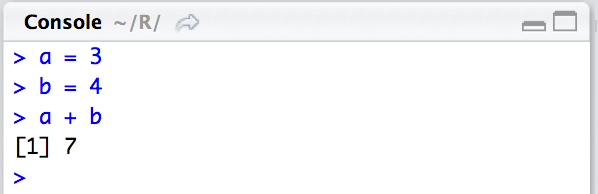 Console ~/R/
> a = 3
> b = 4
> a + b
[1] 7
>